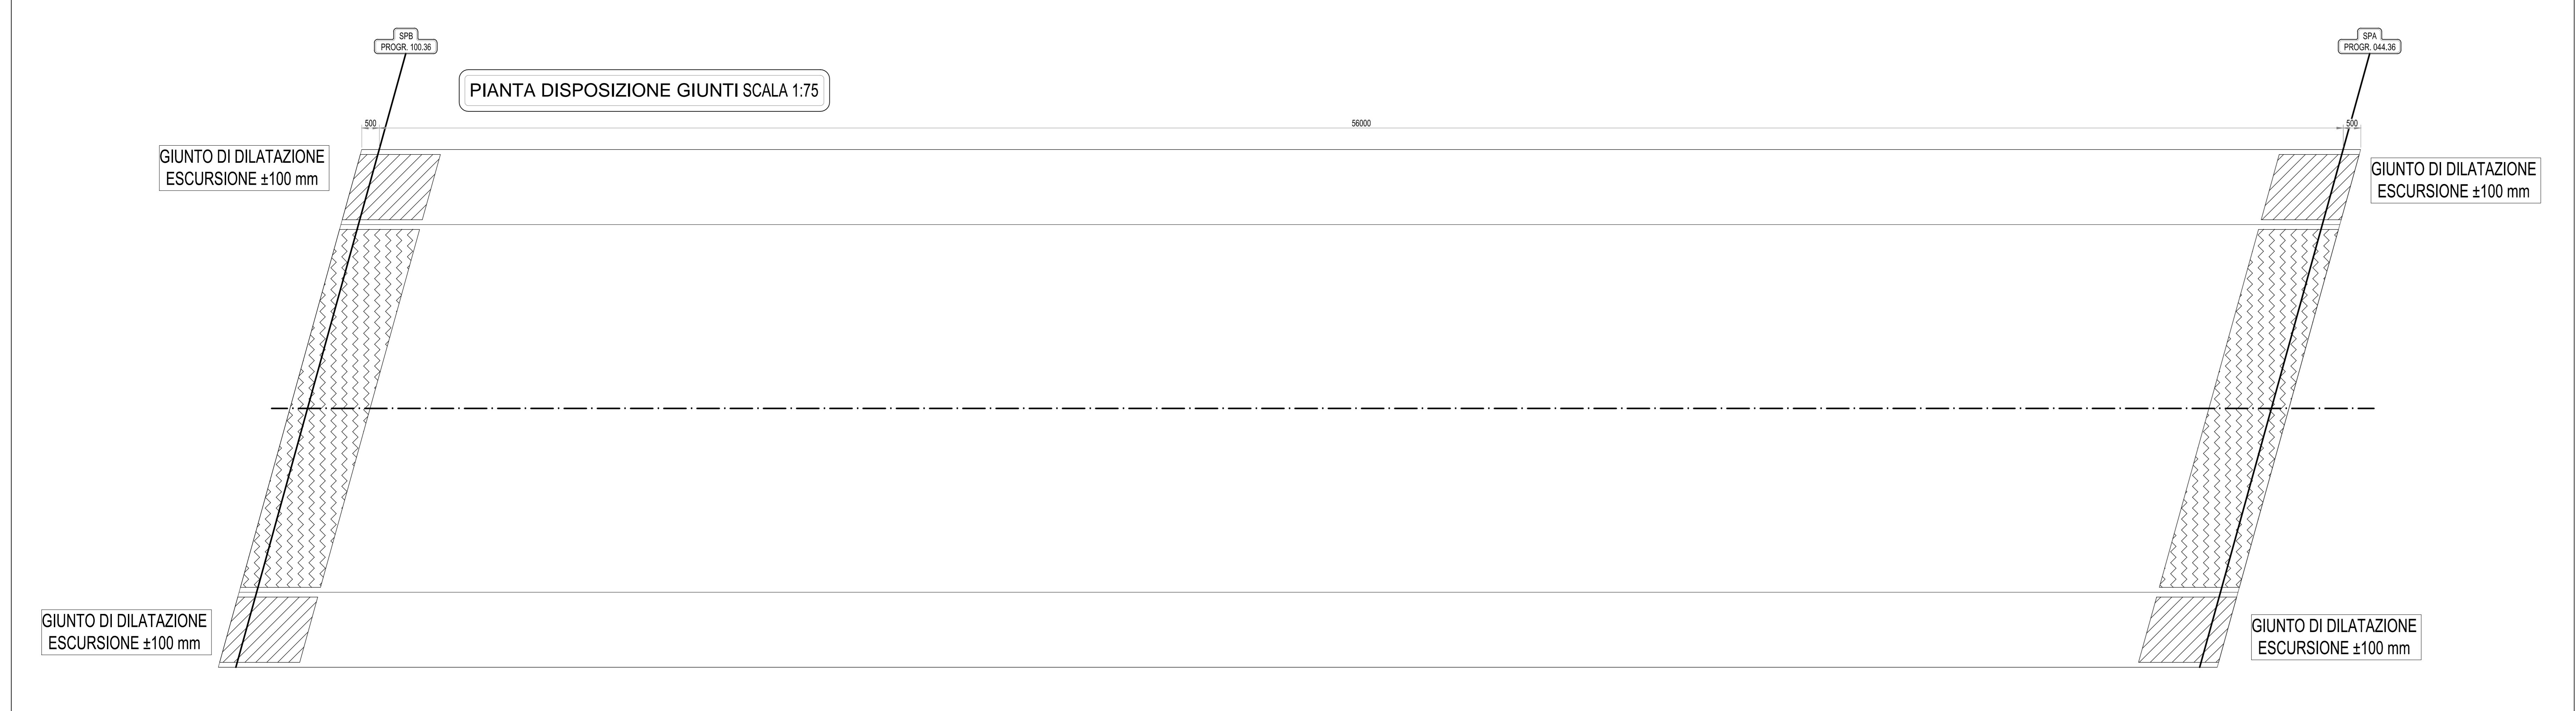 SPB
PROGR. 100.36
SPA
PROGR. 044.36
PIANTA DISPOSIZIONE GIUNTI SCALA 1:75
500
56000
500
GIUNTO DI DILATAZIONE
ESCURSIONE ±100 mm
GIUNTO DI DILATAZIONE
ESCURSIONE ±100 mm
GIUNTO DI DILATAZIONE
ESCURSIONE ±100 mm
GIUNTO DI DILATAZIONE
ESCURSIONE ±100 mm